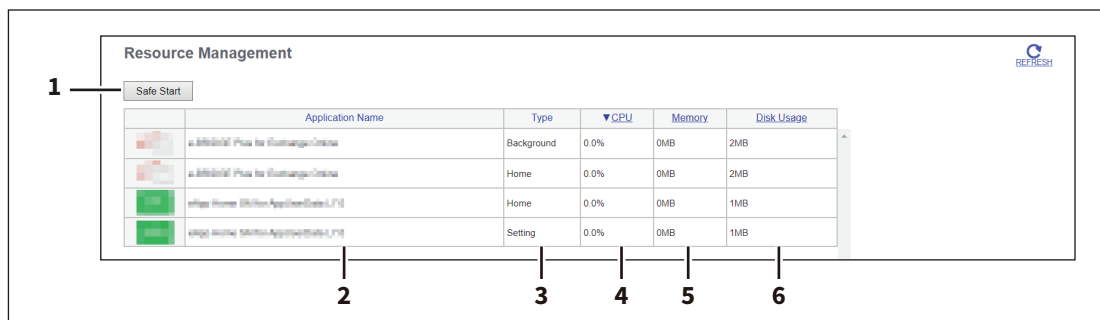 Resource Management
REFRESH
1
Safe Start
Application Name Type ▼CPU Memory Disk Usage
Background 0.0% 0MB 2MB
Home 0.0% 0MB 2MB
Home 0.0% 0MB 1MB
Setting 0.0% 0MB 1MB
2 3 4 5 6